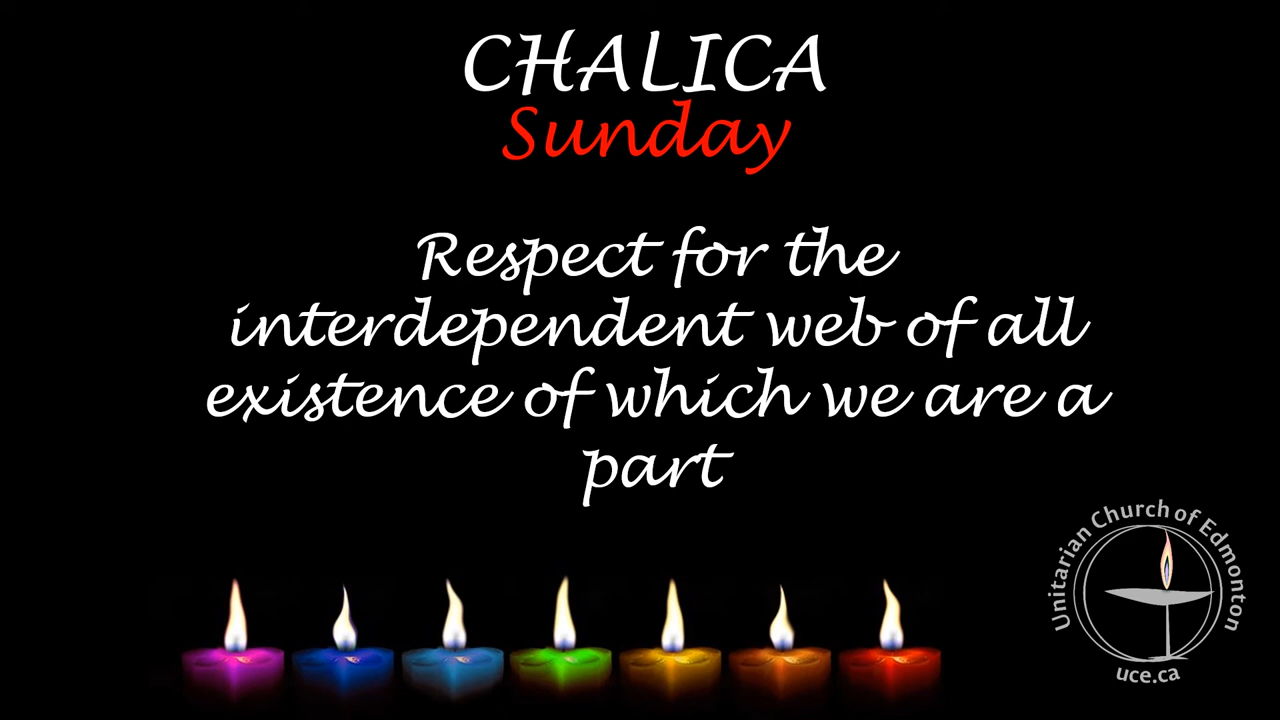 CHALICA
Sunday
Respect for the
interdependent web of all
existence of which we are a
part
Unitarian Church of Edmonton
uce.ca